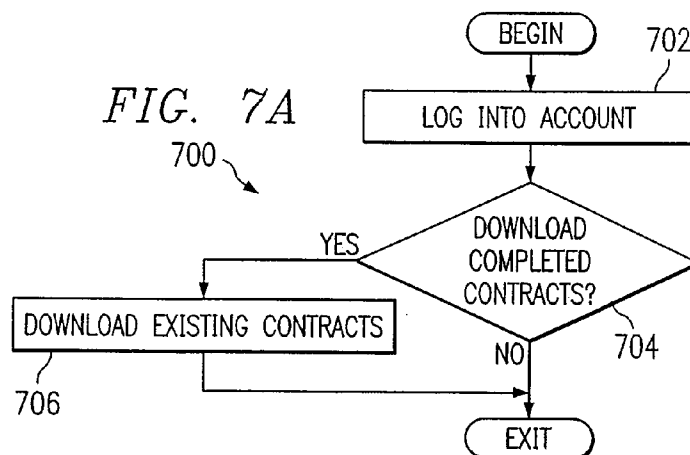 BEGIN
702
FIG. 7A
LOG INTO ACCOUNT
700
DOWNLOAD
COMPLETED
CONTRACTS?
YES
DOWNLOAD EXISTING CONTRACTS
704
NO
706
EXIT